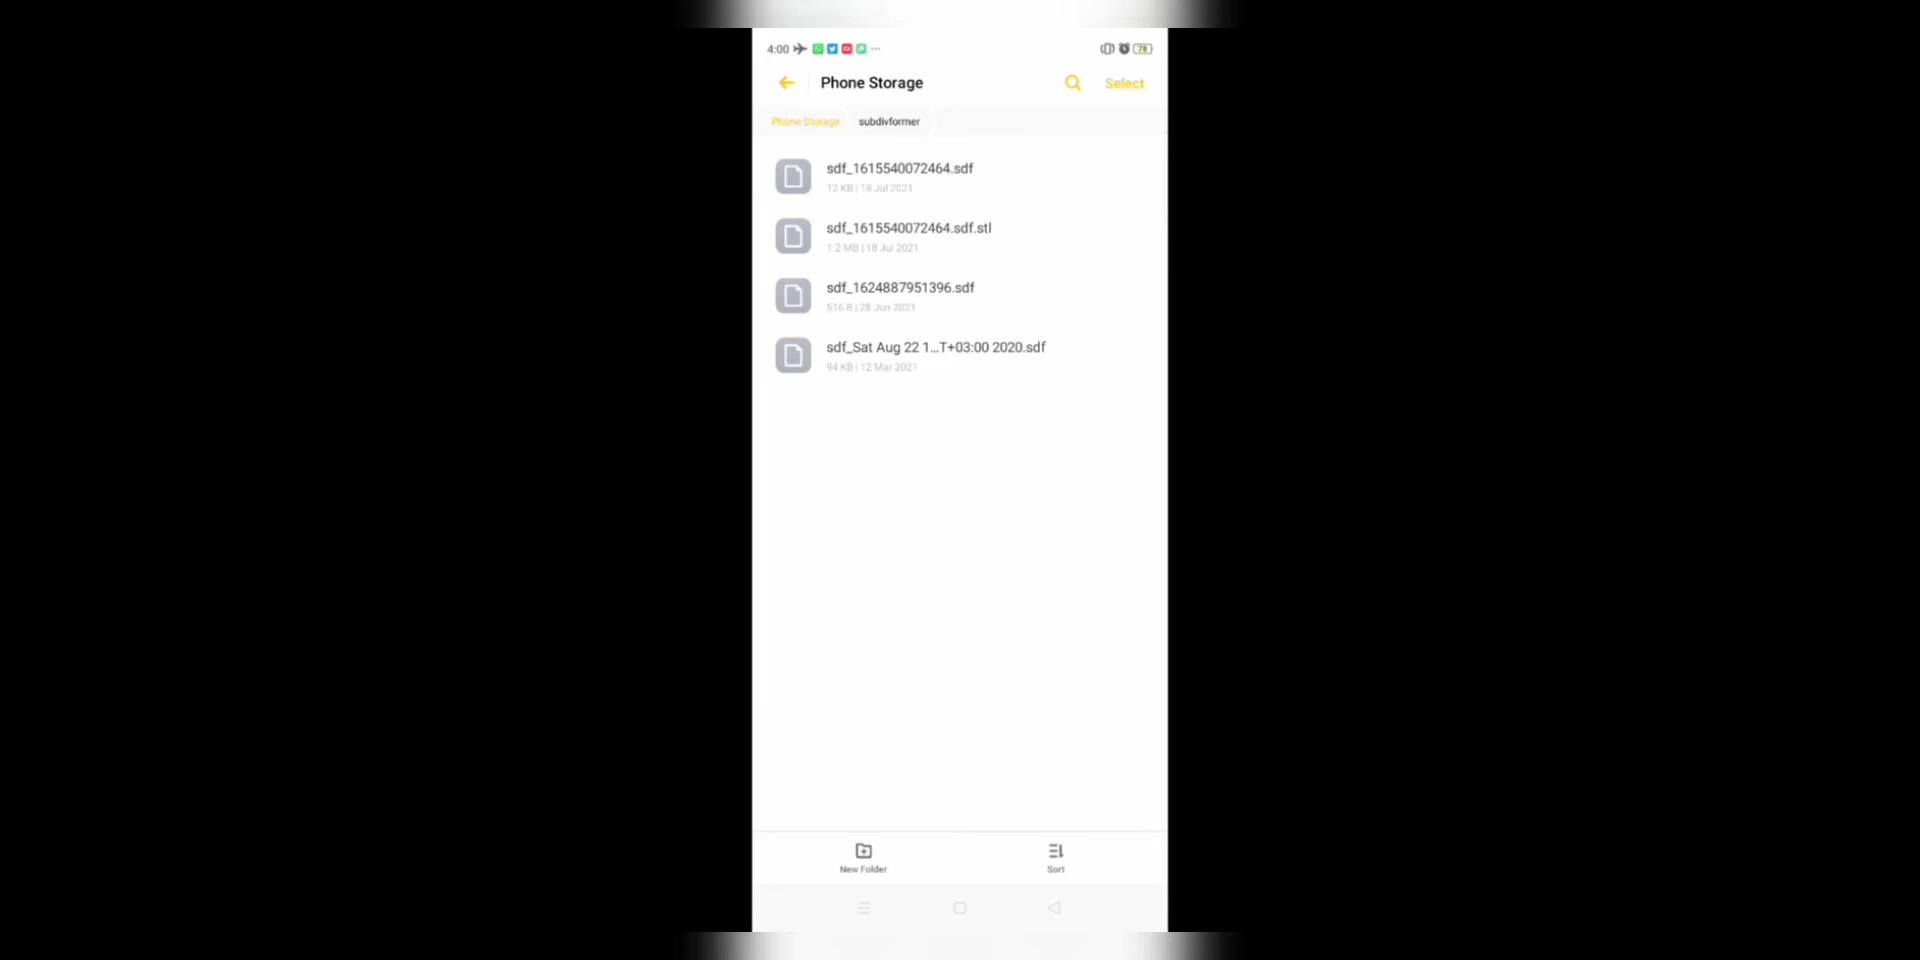 4:00 78
Phone Storage Select
Phone Storage subdivformer
sdf_1615540072464.sdf
12 KB | 18 Jul 2021
sdf_1615540072464.sdf.stl
1.2 MB | 18 Jul 2021
sdf_1624887951396.sdf
516 B | 28 Jun 2021
sdf_Sat Aug 22 1...T+03:00 2020.sdf
94 KB | 12 Mar 2021
New Folder Sort